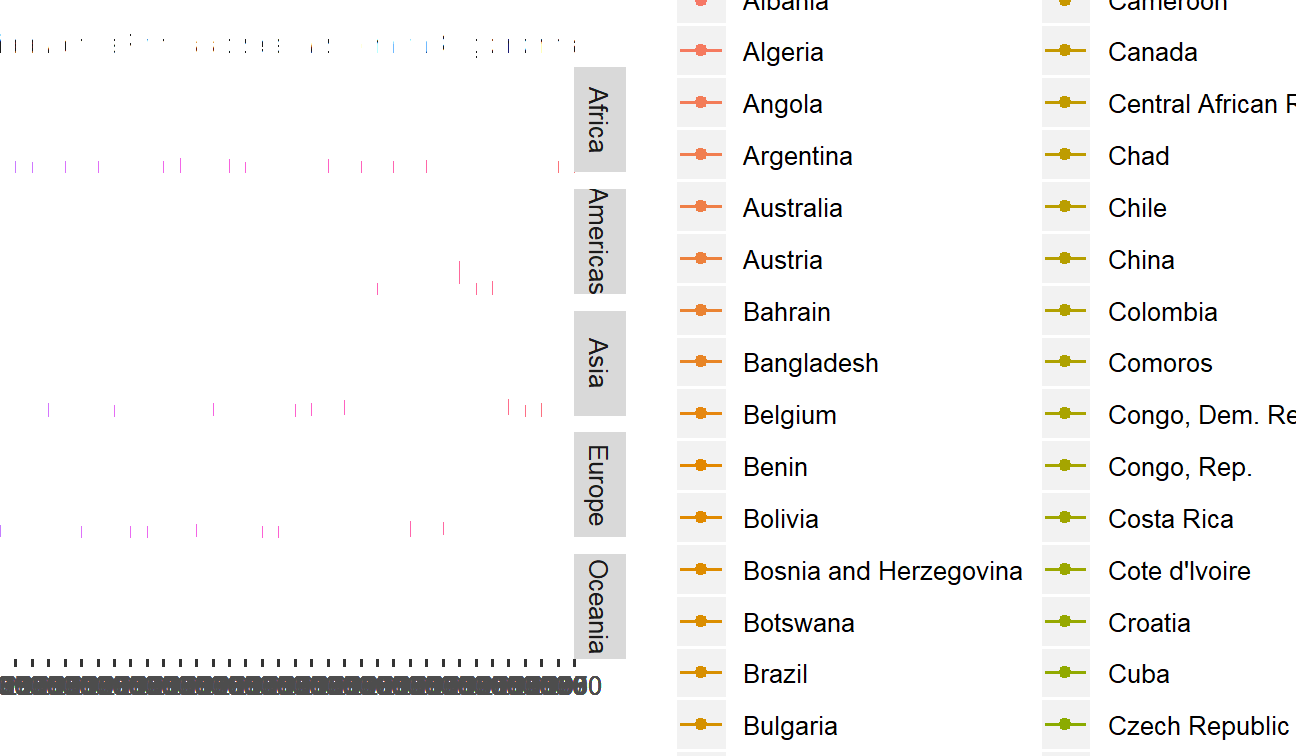 Africa
Americas
Asia
Europe
Oceania
Albania
Algeria
Angola
Argentina
Australia
Austria
Bahrain
Bangladesh
Belgium
Benin
Bolivia
Bosnia and Herzegovina
Botswana
Brazil
Bulgaria
Cameroon
Canada
Central African
Chad
Chile
China
Colombia
Comoros
Congo, Dem.
Congo, Rep.
Costa Rica
Cote d'Ivoire
Croatia
Cuba
Czech Republic